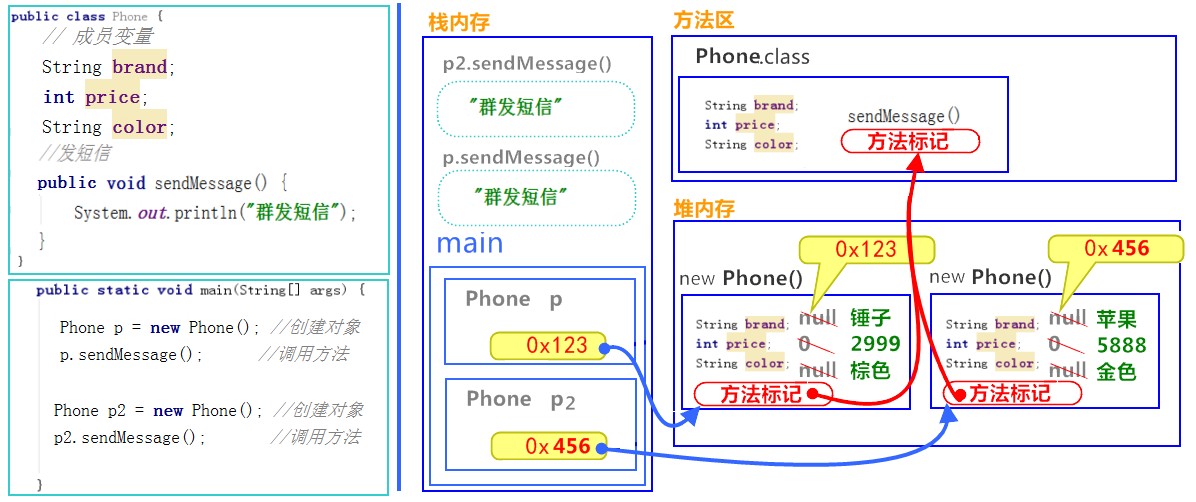 public class Phone {
// 成员变量
String brand;
int price;
String color;
//发短信
public void sendMessage() {
System.out.println("群发短信");
}
}
public static void main(String[] args) {
Phone p = new Phone(); //创建对象
p.sendMessage(); //调用方法
Phone p2 = new Phone(); //创建对象
p2.sendMessage(); //调用方法
}
栈内存
p2.sendMessage()
"群发短信"
p.sendMessage()
"群发短信"
main
Phone p
0x123
Phone p2
0x456
方法区
Phone.class
String brand;
int price;
String color;
sendMessage()
方法标记
堆内存
0x123
new Phone()
String brand; null 锤子
int price; 0 2999
String color; null 棕色
方法标记
0x456
new Phone()
String brand; null 苹果
int price; 0 5888
String color; null 金色
方法标记